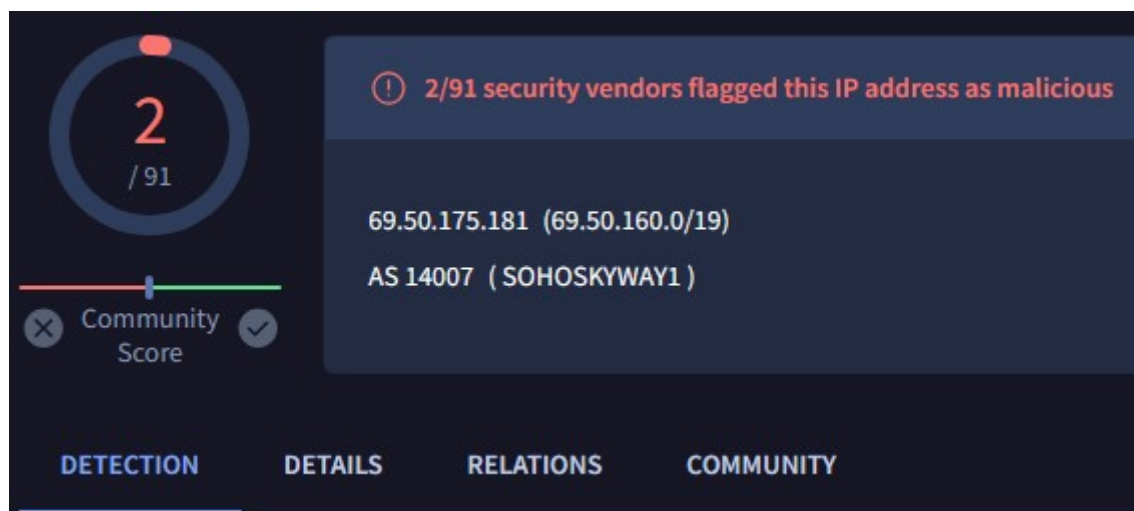 2
/ 91
Community
Score
2/91 security vendors flagged this IP address as malicious
69.50.175.181 (69.50.160.0/19)
AS 14007 ( SOHOSKYWAY1 )
DETECTION DETAILS RELATIONS COMMUNITY